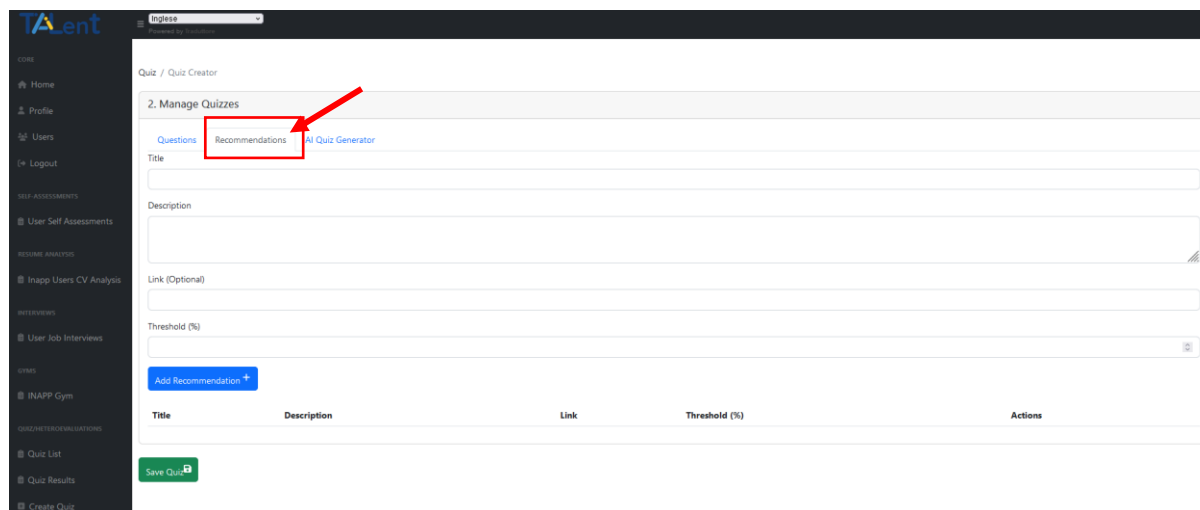 TALent
Inglese
Powered by Traduttore
CORE
Home
Profile
Users
Logout
SELF-ASSESSMENTS
User Self Assessments
RESUME ANALYSIS
Inapp Users CV Analysis
INTERVIEWS
User Job Interviews
GYMS
INAPP Gym
QUIZ/HETEROEVALUATIONS
Quiz List
Quiz Results
Create Quiz
Quiz / Quiz Creator
2. Manage Quizzes
Questions Recommendations AI Quiz Generator
Title
Description
Link (Optional)
Threshold (%)
Add Recommendation +
Title Description Link Threshold (%) Actions
Save Quiz